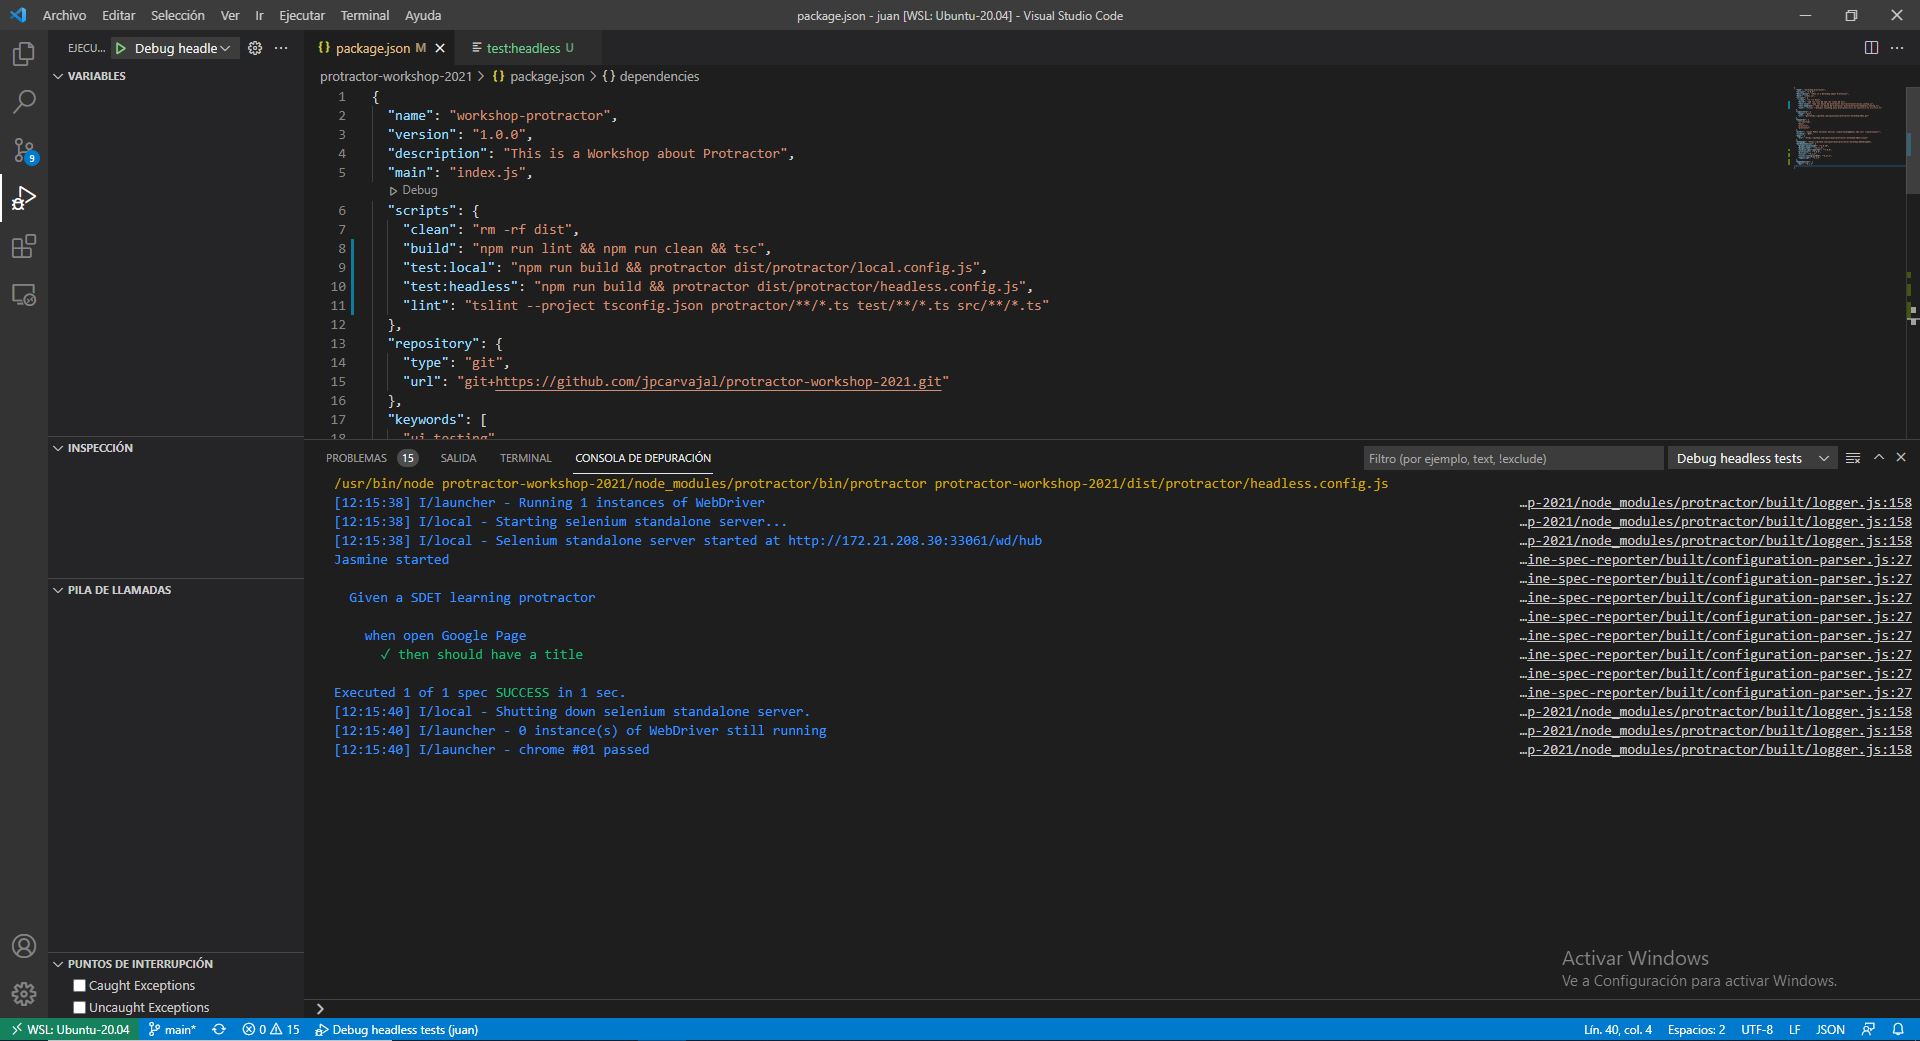 Archivo Editar Selección Ver Ir Ejecutar Terminal Ayuda
package.json - juan [WSL: Ubuntu-20.04] - Visual Studio Code
EJECU... Debug headle
package.json M
test:headless U
protractor-workshop-2021 > {} package.json > {} dependencies
VARIABLES
1 {
2 "name": "workshop-protractor",
3 "version": "1.0.0",
4 "description": "This is a Workshop about Protractor",
5 "main": "index.js",
Debug
6 "scripts": {
7 "clean": "rm -rf dist",
8 "build": "npm run lint && npm run clean && tsc",
9 "test:local": "npm run build && protractor dist/protractor/local.config.js",
10 "test:headless": "npm run build && protractor dist/protractor/headless.config.js",
11 "lint": "tslint --project tsconfig.json protractor/**/*.ts test/**/*.ts src/**/*.ts"
12 },
13 "repository": {
14 "type": "git",
15 "url": "git+https://github.com/jpcarvajal/protractor-workshop-2021.git"
16 },
17 "keywords": [
18 "ui testing"
9
INSPECCIÓN
PILA DE LLAMADAS
PUNTOS DE INTERRUPCIÓN
Caught Exceptions
Uncaught Exceptions
PROBLEMAS 15 SALIDA TERMINAL CONSOLA DE DEPURACIÓN
Filtro (por ejemplo, text, !exclude)
Debug headless tests
/usr/bin/node protractor-workshop-2021/node_modules/protractor/bin/protractor protractor-workshop-2021/dist/protractor/headless.config.js
[12:15:38] I/launcher - Running 1 instances of WebDriver …p-2021/node_modules/protractor/built/logger.js:158
[12:15:38] I/local - Starting selenium standalone server... …p-2021/node_modules/protractor/built/logger.js:158
[12:15:38] I/local - Selenium standalone server started at http://172.21.208.30:33061/wd/hub …p-2021/node_modules/protractor/built/logger.js:158
Jasmine started …ine-spec-reporter/built/configuration-parser.js:27
…ine-spec-reporter/built/configuration-parser.js:27
Given a SDET learning protractor …ine-spec-reporter/built/configuration-parser.js:27
…ine-spec-reporter/built/configuration-parser.js:27
when open Google Page …ine-spec-reporter/built/configuration-parser.js:27
✓ then should have a title …ine-spec-reporter/built/configuration-parser.js:27
…ine-spec-reporter/built/configuration-parser.js:27
Executed 1 of 1 spec SUCCESS in 1 sec. …ine-spec-reporter/built/configuration-parser.js:27
[12:15:40] I/local - Shutting down selenium standalone server. …p-2021/node_modules/protractor/built/logger.js:158
[12:15:40] I/launcher - 0 instance(s) of WebDriver still running …p-2021/node_modules/protractor/built/logger.js:158
[12:15:40] I/launcher - chrome #01 passed …p-2021/node_modules/protractor/built/logger.js:158
Activar Windows
Ve a Configuración para activar Windows.
WSL: Ubuntu-20.04 main* 0 15 Debug headless tests (juan)
Lín. 40, col. 4 Espacios: 2 UTF-8 LF JSON